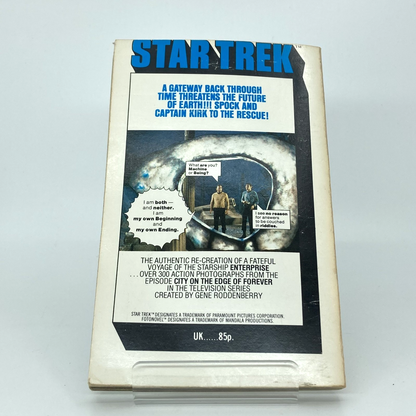 STAR TREK™
A GATEWAY BACK THROUGH
TIME THREATENS THE FUTURE
OF EARTH!!! SPOCK AND
CAPTAIN KIRK TO THE RESCUE!
What are you?
Machine
or Being?
I am both —
and neither.
I am
my own Beginning
and
my own Ending.
I see no reason
for answers
to be couched
in riddles.
THE AUTHENTIC RE-CREATION OF A FATEFUL
VOYAGE OF THE STARSHIP ENTERPRISE
...OVER 300 ACTION PHOTOGRAPHS FROM THE
EPISODE CITY ON THE EDGE OF FOREVER
IN THE TELEVISION SERIES
CREATED BY GENE RODDENBERRY
STAR TREK™ DESIGNATES A TRADEMARK OF PARAMOUNT PICTURES CORPORATION.
FOTONOVEL™ DESIGNATES A TRADEMARK OF MANDALA PRODUCTIONS.
UK......85p.